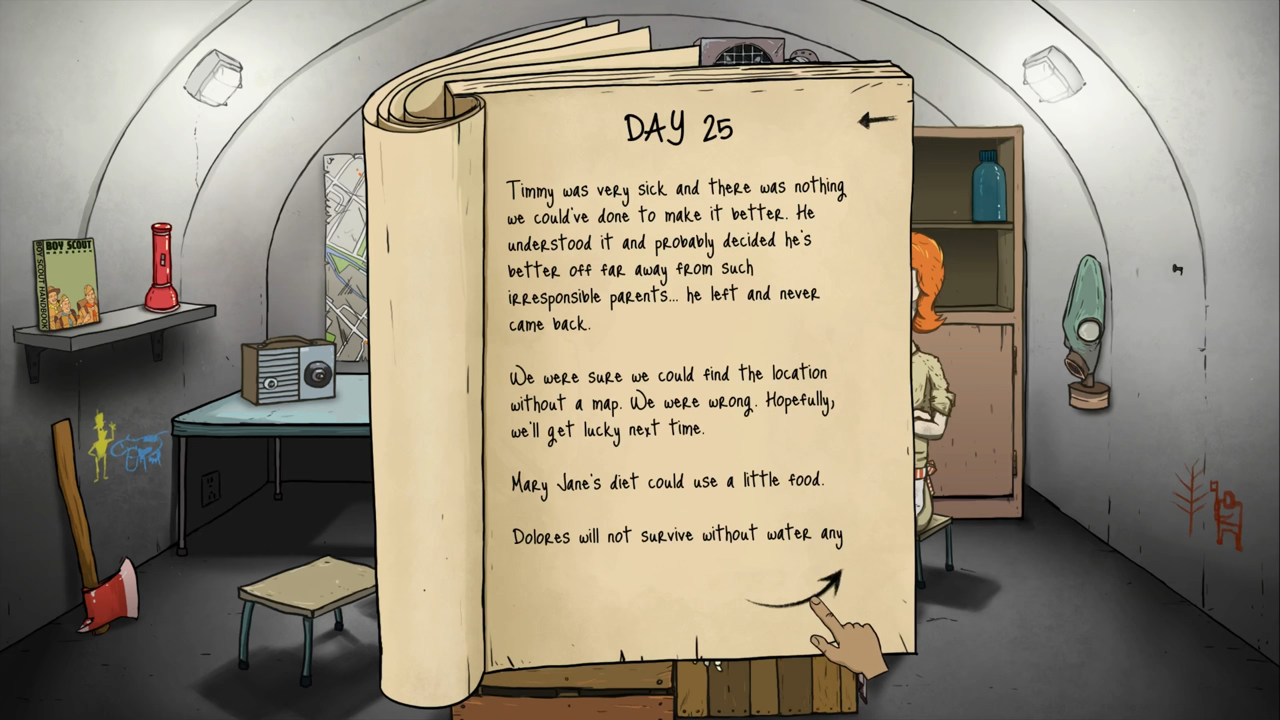 DAY 25
Timmy was very sick and there was nothing
we could've done to make it better. He
understood it and probably decided he's
better off far away from such
irresponsible parents... he left and never
came back.
We were sure we could find the location
without a map. We were wrong. Hopefully,
we'll get lucky next time.
Mary Jane's diet could use a little food.
Dolores will not survive without water any
BOY SCOUT
BOY SCOUT HANDBOOK